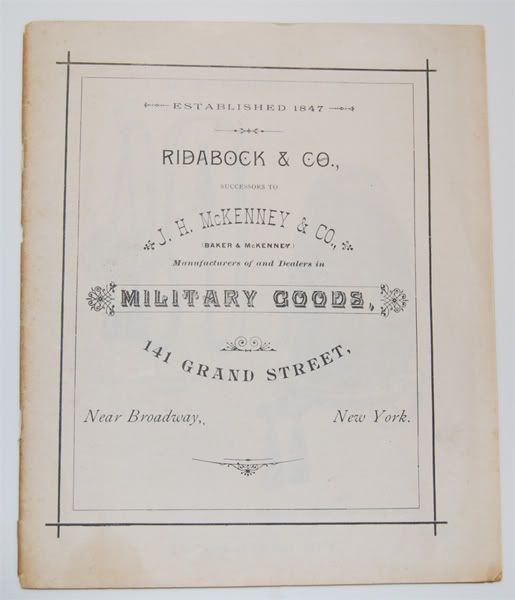 ESTABLISHED 1847
RIDABOCK & CO.,
SUCCESSORS TO
J. H. McKENNEY & CO,
(BAKER & McKENNEY)
Manufacturers of and Dealers in
MILITARY GOODS,
141 GRAND STREET,
Near Broadway, New York.